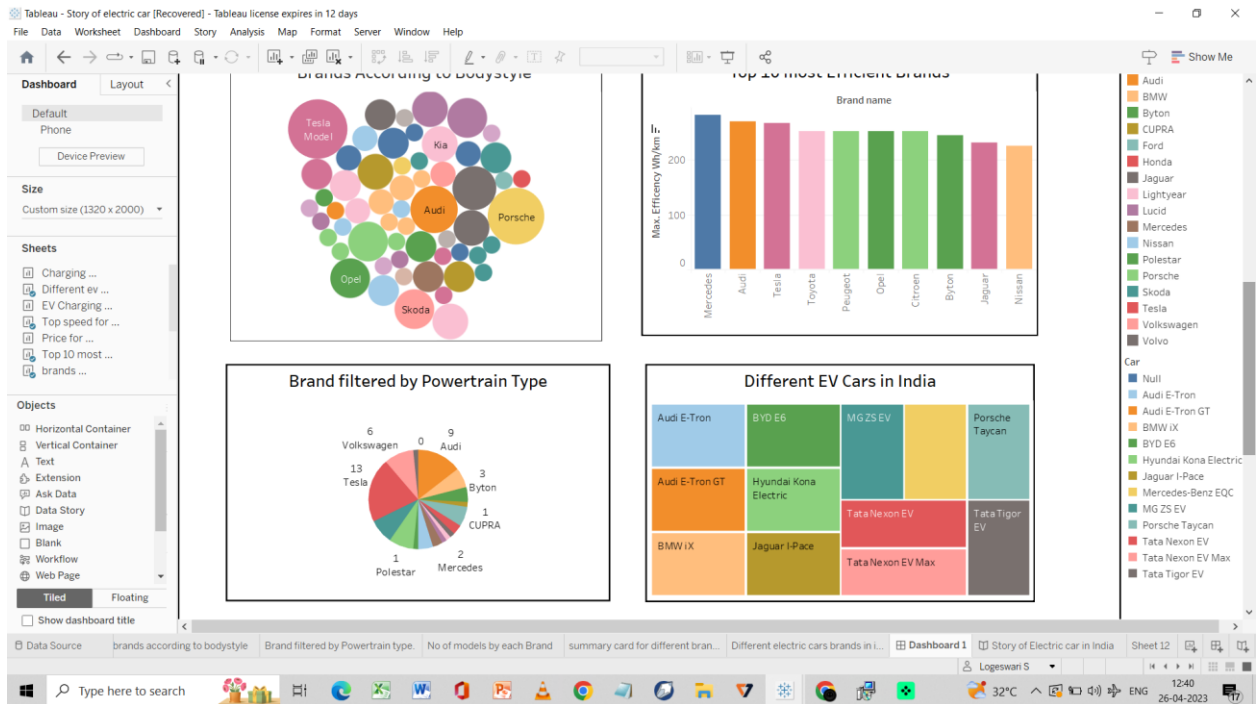 Tableau - Story of electric car [Recovered] - Tableau license expires in 12 days
File Data Worksheet Dashboard Story Analysis Map Format Server Window Help
Show Me
Dashboard Layout
Default
Phone
Device Preview
Size
Custom size (1320 x 2000)
Sheets
Charging ...
Different ev ...
EV Charging ...
Top speed for ...
Price for ...
Top 10 most ...
brands ...
Objects
Horizontal Container
Vertical Container
Text
Extension
Ask Data
Data Story
Image
Blank
Workflow
Web Page
Tiled Floating
Show dashboard title
Brands According to Bodystyle
Tesla
Model
Kia
Audi
Porsche
Opel
Skoda
Top 10 most Efficient Brands
Brand name
Max. Efficency Wh/km
200
100
0
Mercedes
Audi
Tesla
Toyota
Peugeot
Opel
Citroen
Byton
Jaguar
Nissan
Brand filtered by Powertrain Type
6
Volkswagen
0
9
Audi
13
Tesla
3
Byton
1
CUPRA
1
Polestar
2
Mercedes
Different EV Cars in India
Audi E-Tron
BYD E6
MG ZS EV
Porsche
Taycan
Audi E-Tron GT
Hyundai Kona
Electric
Tata Nexon EV
Tata Tigor
EV
BMW iX
Jaguar I-Pace
Tata Nexon EV Max
Audi
BMW
Byton
CUPRA
Ford
Honda
Jaguar
Lightyear
Lucid
Mercedes
Nissan
Polestar
Porsche
Skoda
Tesla
Volkswagen
Volvo
Car
Null
Audi E-Tron
Audi E-Tron GT
BMW iX
BYD E6
Hyundai Kona Electric
Jaguar I-Pace
Mercedes-Benz EQC
MG ZS EV
Porsche Taycan
Tata Nexon EV
Tata Nexon EV Max
Tata Tigor EV
Data Source brands according to bodystyle Brand filtered by Powertrain type. No of models by each Brand summary card for different bran... Different electric cars brands in i... Dashboard 1 Story of Electric car in India Sheet 12
Logeswari S
Type here to search
32°C ENG 12:40
26-04-2023
17